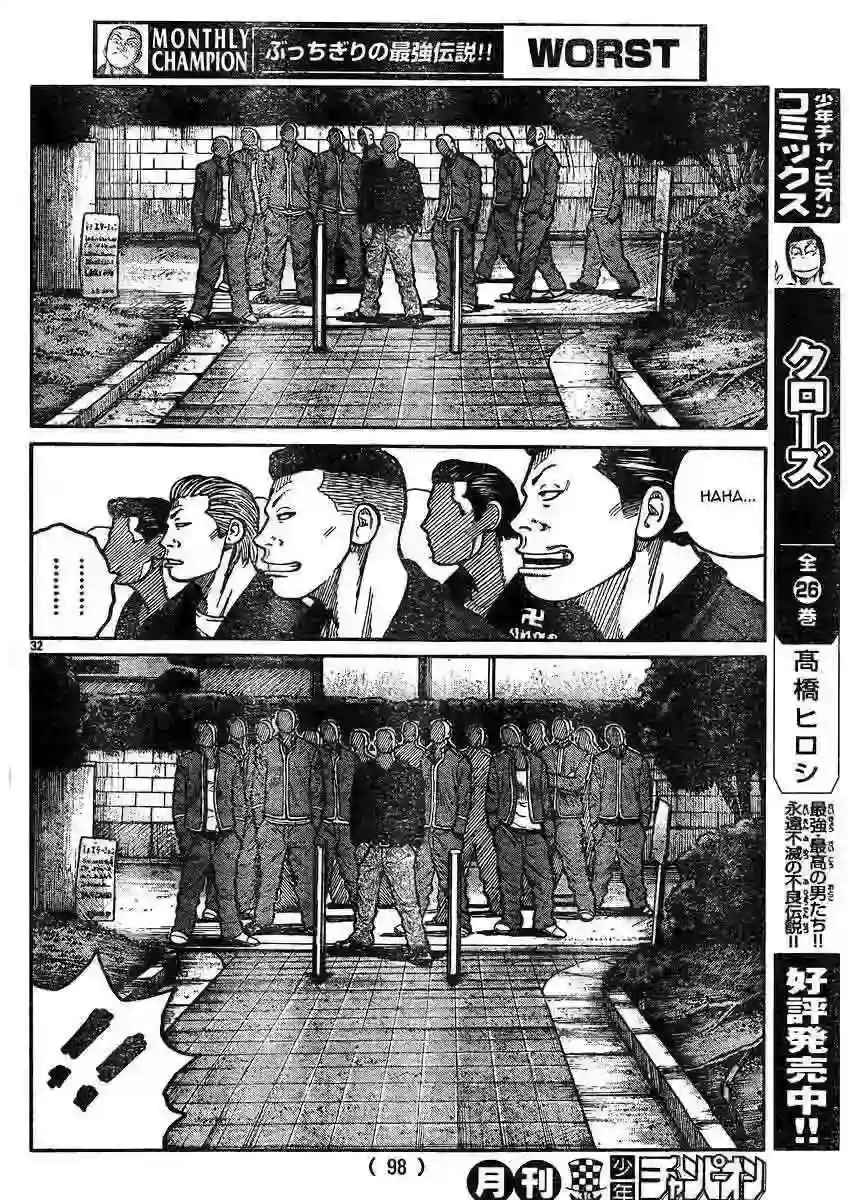 MONTHLY
CHAMPION
ぶっちぎりの最強伝説!!
WORST
少年チャンピオン
コミックス
クローズ
全26巻
髙橋ヒロシ
最強・最高の男たち!!
永遠不滅の不良伝説!!
好評発売中!!
HAHA...
………
………
卍
32
!!
( 98 )
月刊
少年
チャンピオン